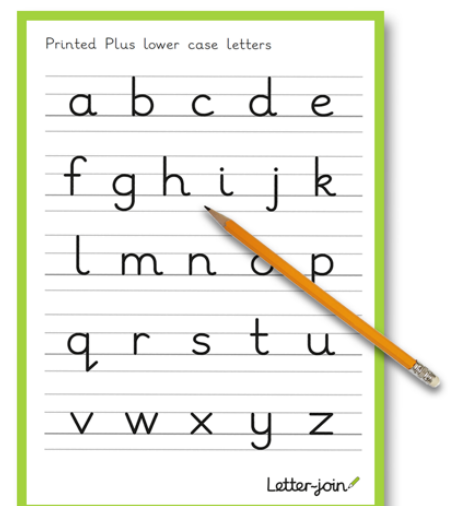 Printed Plus lower case letters
a b c d e
f g h i j k
l m n o p
q r s t u
v w x y z
Letter-join